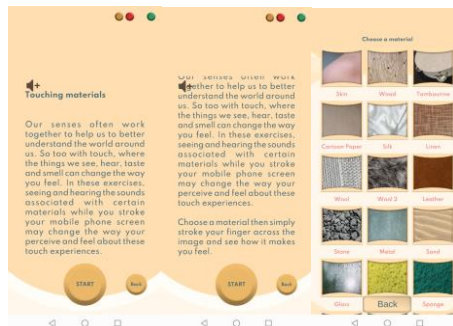 Touching materials
Our senses often work
together to help us to better
understand the world around
us. So too with touch, where
the things we see, hear, taste
and smell can change the way
you feel. In these exercises,
seeing and hearing the sounds
associated with certain
materials while you stroke
your mobile phone screen
may change the way your
perceive and feel about these
touch experiences.
START
Back
Our senses often work
together to help us to better
understand the world around
us. So too with touch, where
the things we see, hear, taste
and smell can change the way
you feel. In these exercises,
seeing and hearing the sounds
associated with certain
materials while you stroke
your mobile phone screen
may change the way your
perceive and feel about these
touch experiences.
Choose a material then simply
stroke your finger across the
image and see how it makes
you feel.
START
Back
Choose a material
Skin Wood Tambourine
Cartoon Paper Silk Linen
Wool Wool 2 Leather
Stone Metal Sand
Glass Back Sponge